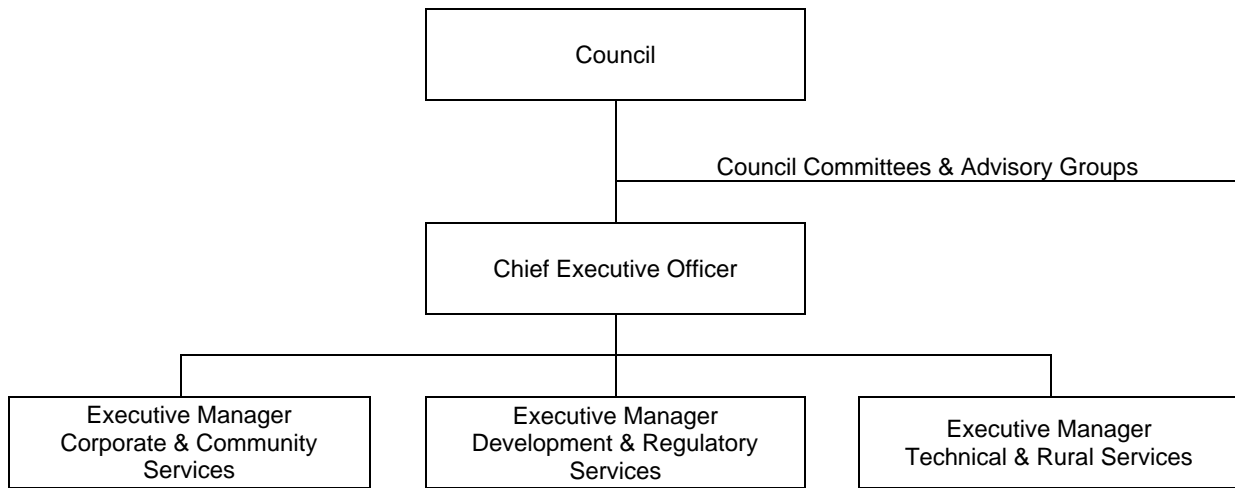 Council
Council Committees & Advisory Groups
Chief Executive Officer
Executive Manager
Corporate & Community
Services
Executive Manager
Development & Regulatory
Services
Executive Manager
Technical & Rural Services